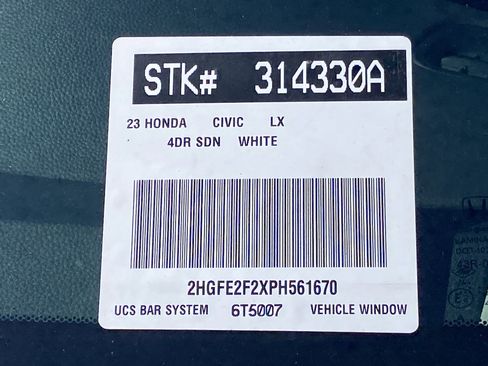 STK# 314330A
23 HONDA CIVIC LX
4DR SDN WHITE
2HGFE2F2XPH561670
UCS BAR SYSTEM 6T5007 VEHICLE WINDOW